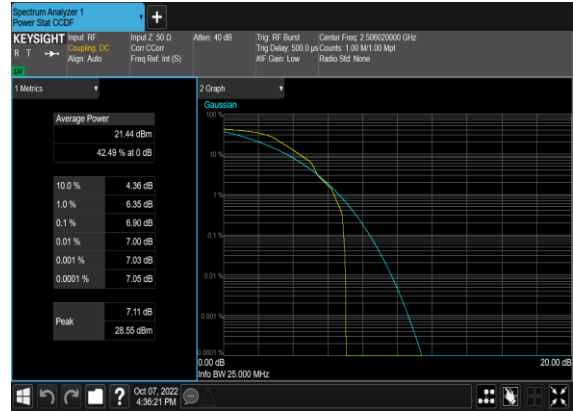 Spectrum Analyzer 1
Power Stat CCDF
KEYSIGHT
R T
LM
Input: RF
Coupling: DC
Align: Auto
Input Z: 50 Ω
Corr CCorr
Freq Ref: Int (S)
Atten: 40 dB
Trig: RF Burst
Trig Delay: 500.0 µs
#IF Gain: Low
Center Freq: 2.506020000 GHz
Counts: 1.00 M/1.00 Mpt
Radio Std: None
1 Metrics
Average Power
21.44 dBm
42.49 % at 0 dB
10.0 % 4.36 dB
1.0 % 6.35 dB
0.1 % 6.90 dB
0.01 % 7.00 dB
0.001 % 7.03 dB
0.0001 % 7.05 dB
Peak
7.11 dB
28.55 dBm
2 Graph
Gaussian
100 %
10 %
1 %
0.1 %
0.01 %
0.001 %
0.0001 %
0.00 dB 20.00 dB
Info BW 25.000 MHz
?
Oct 07, 2022
4:36:21 PM